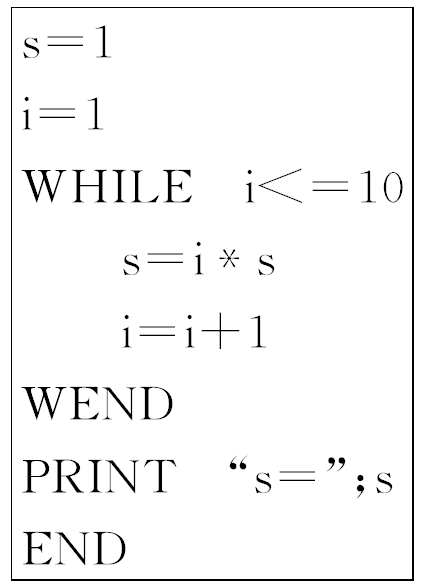 s=1
i=1
WHILE i<=10
s=i * s
i=i+1
WEND
PRINT “s=”;s
END